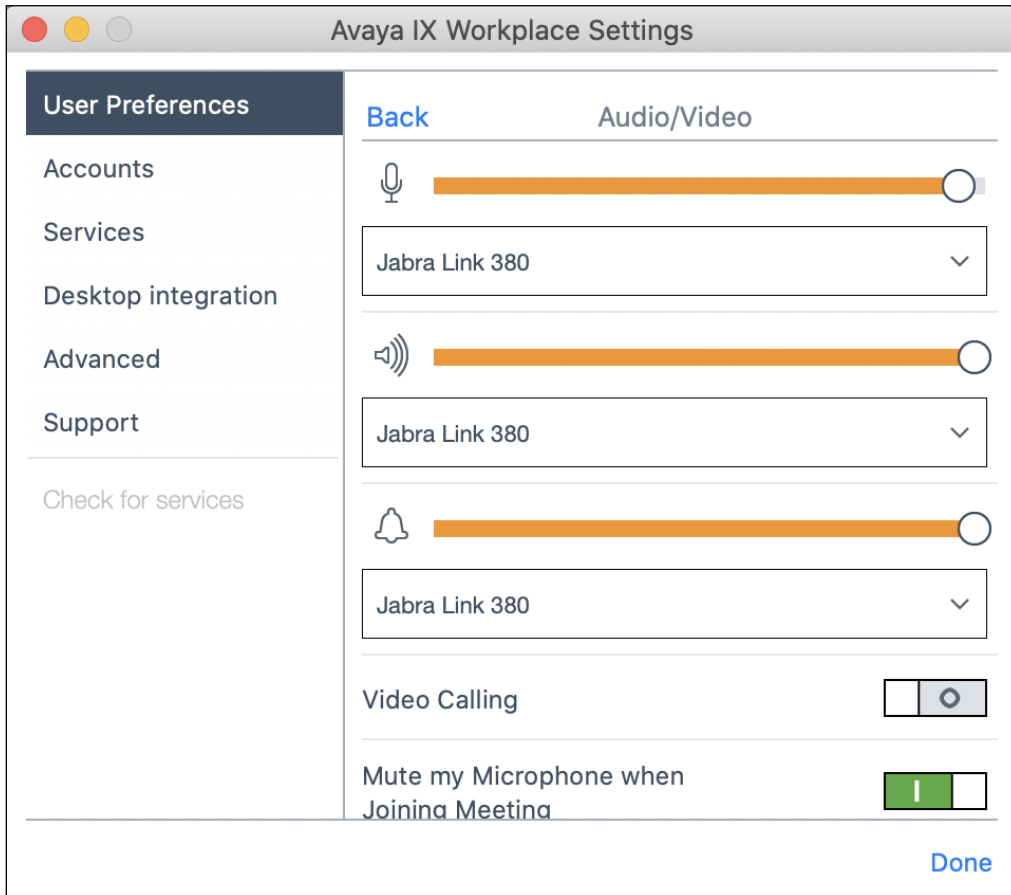 Avaya IX Workplace Settings
User Preferences
Accounts
Services
Desktop integration
Advanced
Support
Check for services
Back
Audio/Video
Jabra Link 380
Jabra Link 380
Jabra Link 380
Video Calling
Mute my Microphone when
Joining Meeting
Done